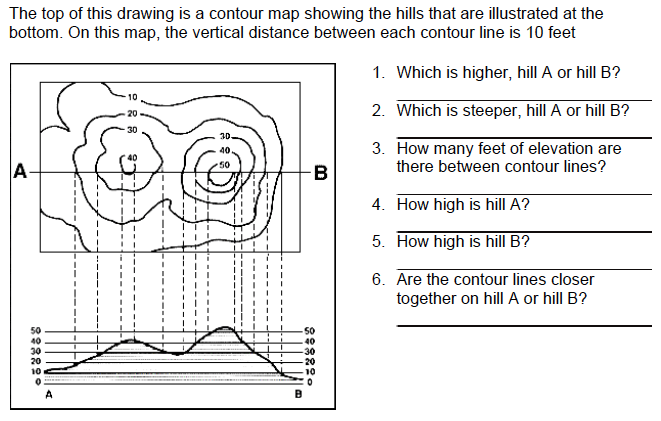 The top of this drawing is a contour map showing the hills that are illustrated at the
bottom. On this map, the vertical distance between each contour line is 10 feet
10
20
30
40
30
40
50
A
B
50
40
30
20
10
0
A
50
40
30
20
10
0
B
1. Which is higher, hill A or hill B?
2. Which is steeper, hill A or hill B?
3. How many feet of elevation are
there between contour lines?
4. How high is hill A?
5. How high is hill B?
6. Are the contour lines closer
together on hill A or hill B?